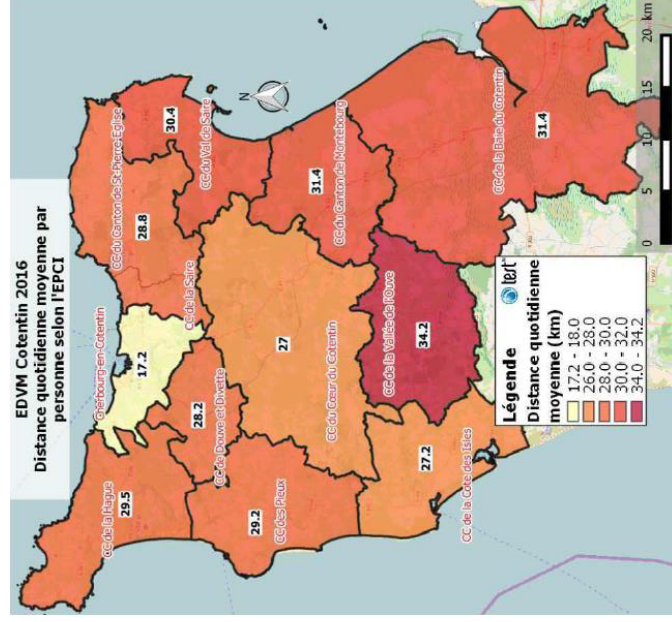 EDVM Cotentin 2016
Distance quotidienne moyenne par
personne selon l'EPCI
CC de la Hague
29.5
Cherbourg-en-Cotentin
17.2
CC du Canton de St-Pierre-Eglise
28.8
30.4
CC du Val de Saire
CC de la Saire
N
CC de Douve et Divette
28.2
29.2
CC des Pieux
27
CC du Cœur du Cotentin
31.4
CC du Canton de Montebourg
27.2
CC de la Côte des Isles
CC de la Vallée de l'Ouve
34.2
CC de la Baie du Cotentin
31.4
Légende
test
Distance quotidienne
moyenne (km)
17.2 - 18.0
26.0 - 28.0
28.0 - 30.0
30.0 - 32.0
34.0 - 34.2
0 5 10 15 20 km